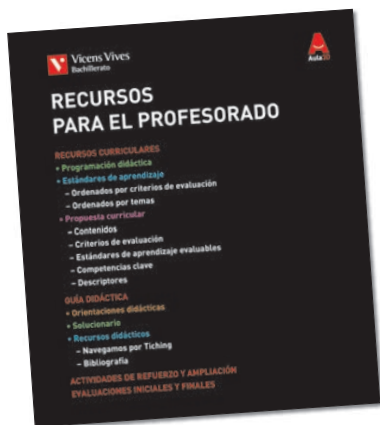 Vicens Vives
Bachillerato
Aula3D
RECURSOS
PARA EL PROFESORADO
RECURSOS CURRICULARES
• Programación didáctica
• Estándares de aprendizaje
– Ordenados por criterios de evaluación
– Ordenados por temas
• Propuesta curricular
– Contenidos
– Criterios de evaluación
– Estándares de aprendizaje evaluables
– Competencias clave
– Descriptores
GUÍA DIDÁCTICA
• Orientaciones didácticas
• Solucionario
• Recursos didácticos
– Navegamos por Tiching
– Bibliografía
ACTIVIDADES DE REFUERZO Y AMPLIACIÓN
EVALUACIONES INICIALES Y FINALES